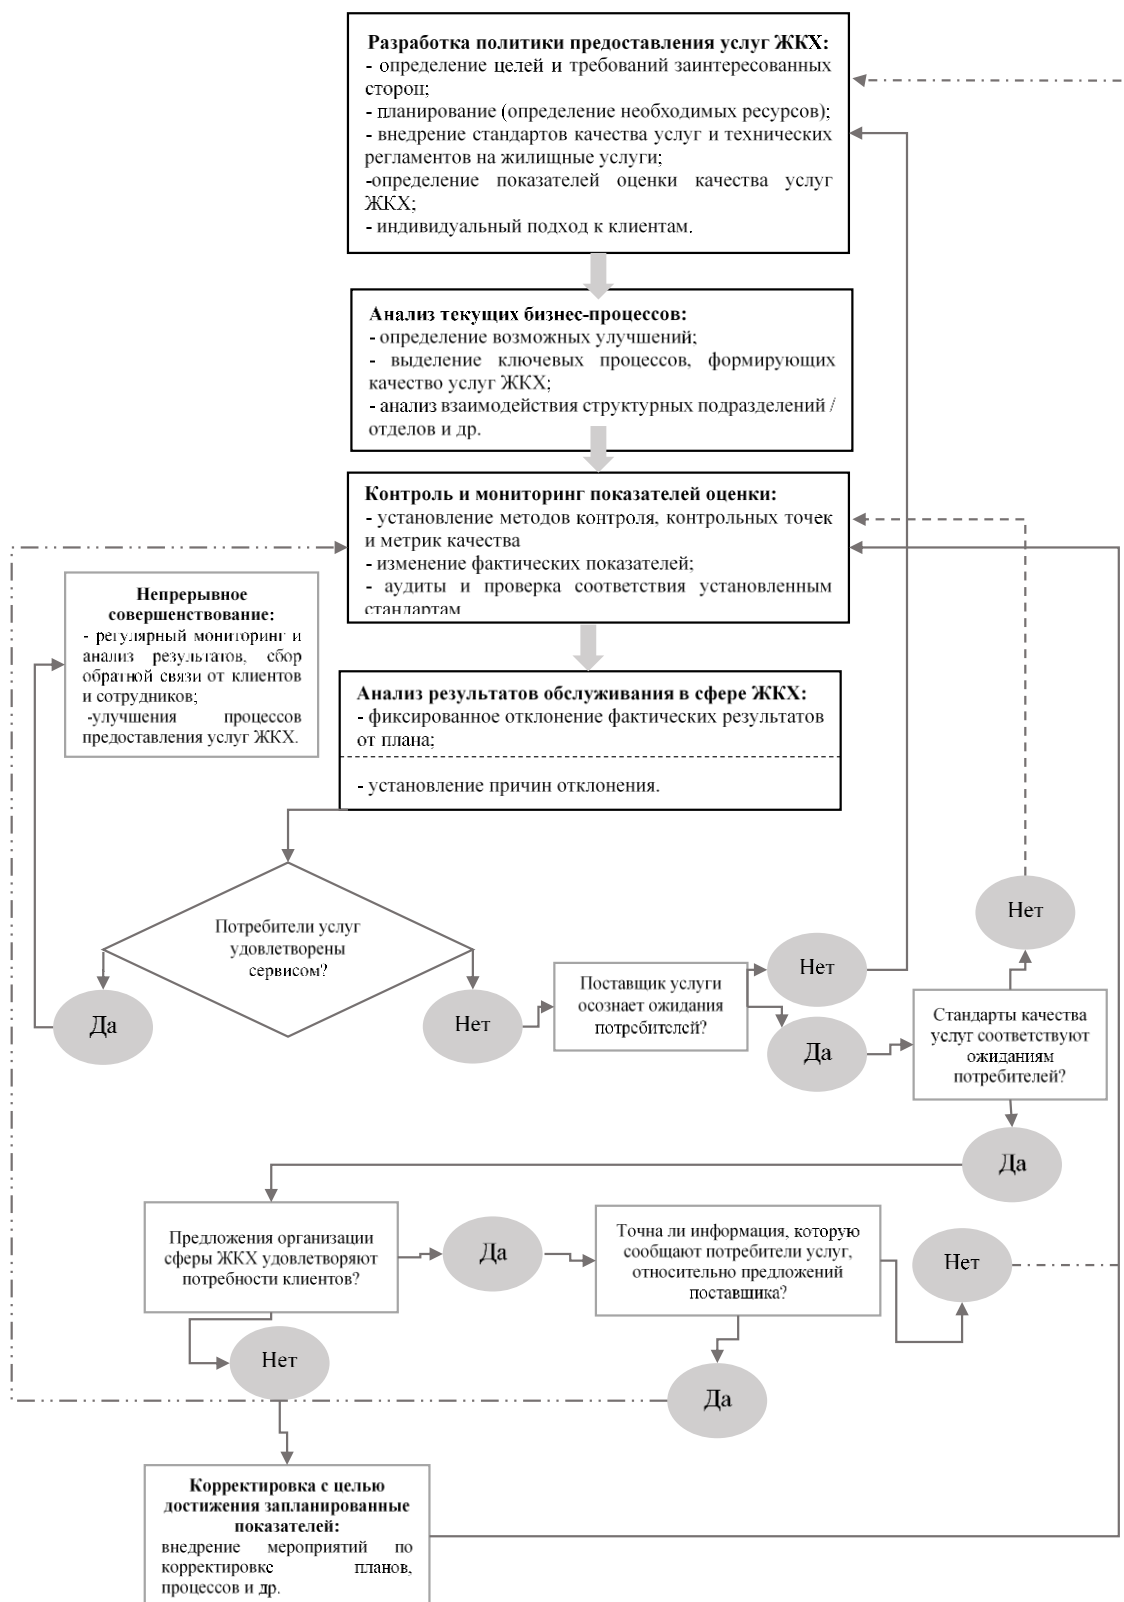 Разработка политики предоставления услуг ЖКХ:
- определение целей и требований заинтересованных
сторон;
- планирование (определение необходимых ресурсов);
- внедрение стандартов качества услуг и технических
регламентов на жилищные услуги;
-определение показателей оценки качества услуг
ЖКХ;
- индивидуальный подход к клиентам.
Анализ текущих бизнес-процессов:
- определение возможных улучшений;
- выделение ключевых процессов, формирующих
качество услуг ЖКХ;
- анализ взаимодействия структурных подразделений /
отделов и др.
Контроль и мониторинг показателей оценки:
- установление методов контроля, контрольных точек
и метрик качества
- изменение фактических показателей;
- аудиты и проверка соответствия установленным
стандартам
Непрерывное
совершенствование:
- регулярный мониторинг и
анализ результатов, сбор
обратной связи от клиентов
и сотрудников;
-улучшения процессов
предоставления услуг ЖКХ.
Анализ результатов обслуживания в сфере ЖКХ:
- фиксированное отклонение фактических результатов
от плана;
- установление причин отклонения.
Потребители услуг
удовлетворены
сервисом?
Да
Нет
Поставщик услуги
осознает ожидания
потребителей?
Нет
Да
Нет
Стандарты качества
услуг соответствуют
ожиданиям
потребителей?
Да
Предложения организации
сферы ЖКХ удовлетворяют
потребности клиентов?
Да
Точна ли информация, которую
сообщают потребители услуг,
относительно предложений
поставщика?
Нет
Нет
Да
Корректировка с целью
достижения запланированные
показателей:
внедрение мероприятий по
корректировке планов,
процессов и др.